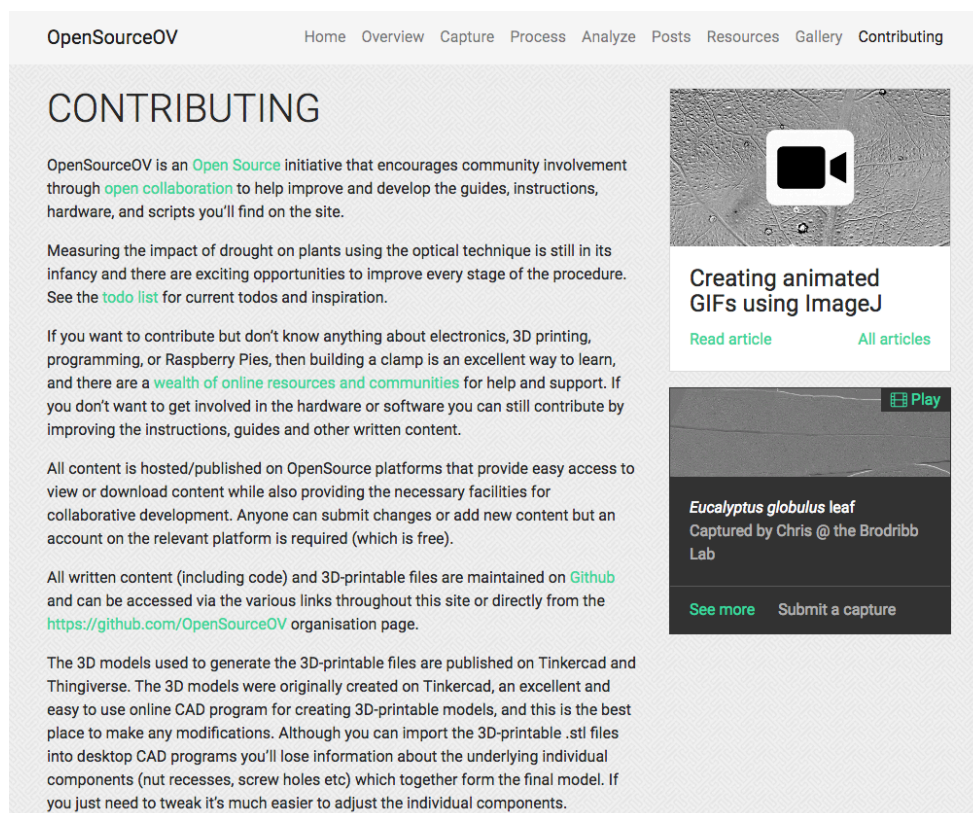 OpenSourceOV
Home Overview Capture Process Analyze Posts Resources Gallery Contributing
CONTRIBUTING
OpenSourceOV is an Open Source initiative that encourages community involvement
through open collaboration to help improve and develop the guides, instructions,
hardware, and scripts you'll find on the site.
Measuring the impact of drought on plants using the optical technique is still in its
infancy and there are exciting opportunities to improve every stage of the procedure.
See the todo list for current todos and inspiration.
If you want to contribute but don't know anything about electronics, 3D printing,
programming, or Raspberry Pies, then building a clamp is an excellent way to learn,
and there are a wealth of online resources and communities for help and support. If
you don't want to get involved in the hardware or software you can still contribute by
improving the instructions, guides and other written content.
All content is hosted/published on OpenSource platforms that provide easy access to
view or download content while also providing the necessary facilities for
collaborative development. Anyone can submit changes or add new content but an
account on the relevant platform is required (which is free).
All written content (including code) and 3D-printable files are maintained on Github
and can be accessed via the various links throughout this site or directly from the
https://github.com/OpenSourceOV organisation page.
The 3D models used to generate the 3D-printable files are published on Tinkercad and
Thingiverse. The 3D models were originally created on Tinkercad, an excellent and
easy to use online CAD program for creating 3D-printable models, and this is the best
place to make any modifications. Although you can import the 3D-printable .stl files
into desktop CAD programs you'll lose information about the underlying individual
components (nut recesses, screw holes etc) which together form the final model. If
you just need to tweak it's much easier to adjust the individual components.
Creating animated
GIFs using ImageJ
Read article All articles
Play
Eucalyptus globulus leaf
Captured by Chris @ the Brodribb
Lab
See more Submit a capture